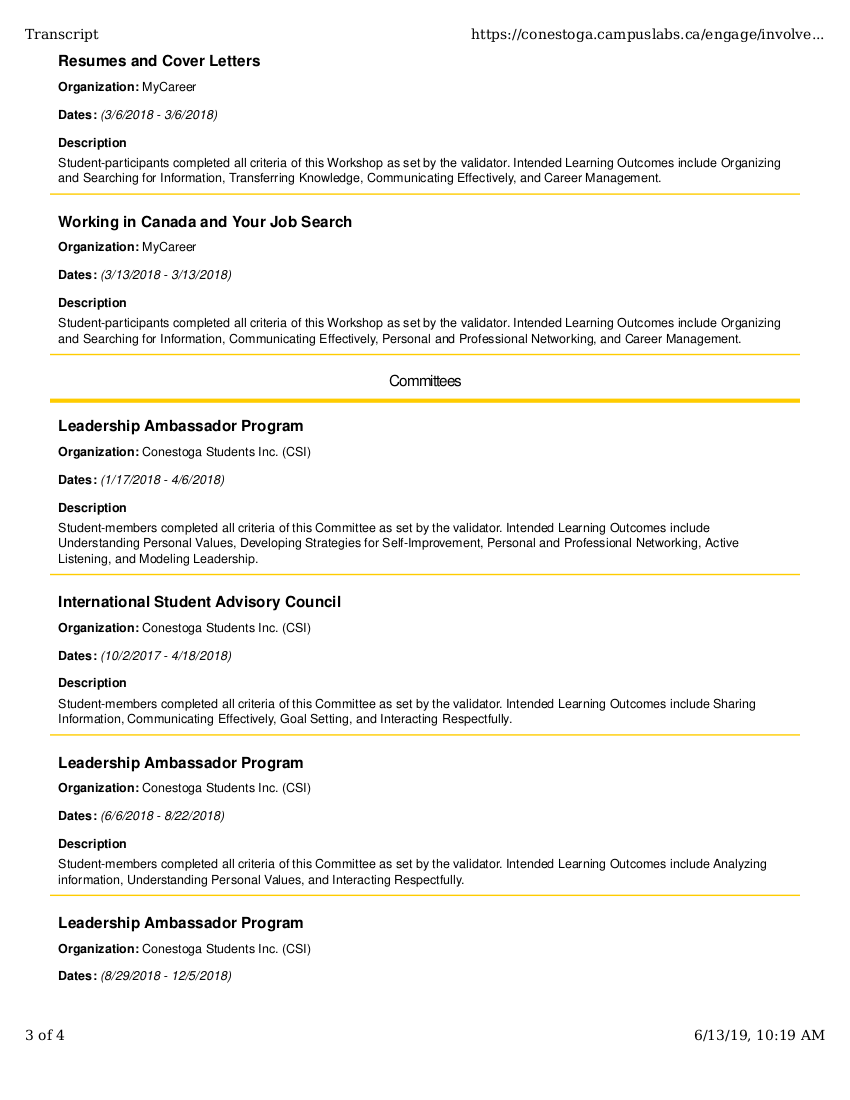 Transcript https://conestoga.campuslabs.ca/engage/involve...
Resumes and Cover Letters
Organization: MyCareer
Dates: (3/6/2018 - 3/6/2018)
Description
Student-participants completed all criteria of this Workshop as set by the validator. Intended Learning Outcomes include Organizing
and Searching for Information, Transferring Knowledge, Communicating Effectively, and Career Management.
Working in Canada and Your Job Search
Organization: MyCareer
Dates: (3/13/2018 - 3/13/2018)
Description
Student-participants completed all criteria of this Workshop as set by the validator. Intended Learning Outcomes include Organizing
and Searching for Information, Communicating Effectively, Personal and Professional Networking, and Career Management.
Committees
Leadership Ambassador Program
Organization: Conestoga Students Inc. (CSI)
Dates: (1/17/2018 - 4/6/2018)
Description
Student-members completed all criteria of this Committee as set by the validator. Intended Learning Outcomes include
Understanding Personal Values, Developing Strategies for Self-Improvement, Personal and Professional Networking, Active
Listening, and Modeling Leadership.
International Student Advisory Council
Organization: Conestoga Students Inc. (CSI)
Dates: (10/2/2017 - 4/18/2018)
Description
Student-members completed all criteria of this Committee as set by the validator. Intended Learning Outcomes include Sharing
Information, Communicating Effectively, Goal Setting, and Interacting Respectfully.
Leadership Ambassador Program
Organization: Conestoga Students Inc. (CSI)
Dates: (6/6/2018 - 8/22/2018)
Description
Student-members completed all criteria of this Committee as set by the validator. Intended Learning Outcomes include Analyzing
information, Understanding Personal Values, and Interacting Respectfully.
Leadership Ambassador Program
Organization: Conestoga Students Inc. (CSI)
Dates: (8/29/2018 - 12/5/2018)
3 of 4 6/13/19, 10:19 AM